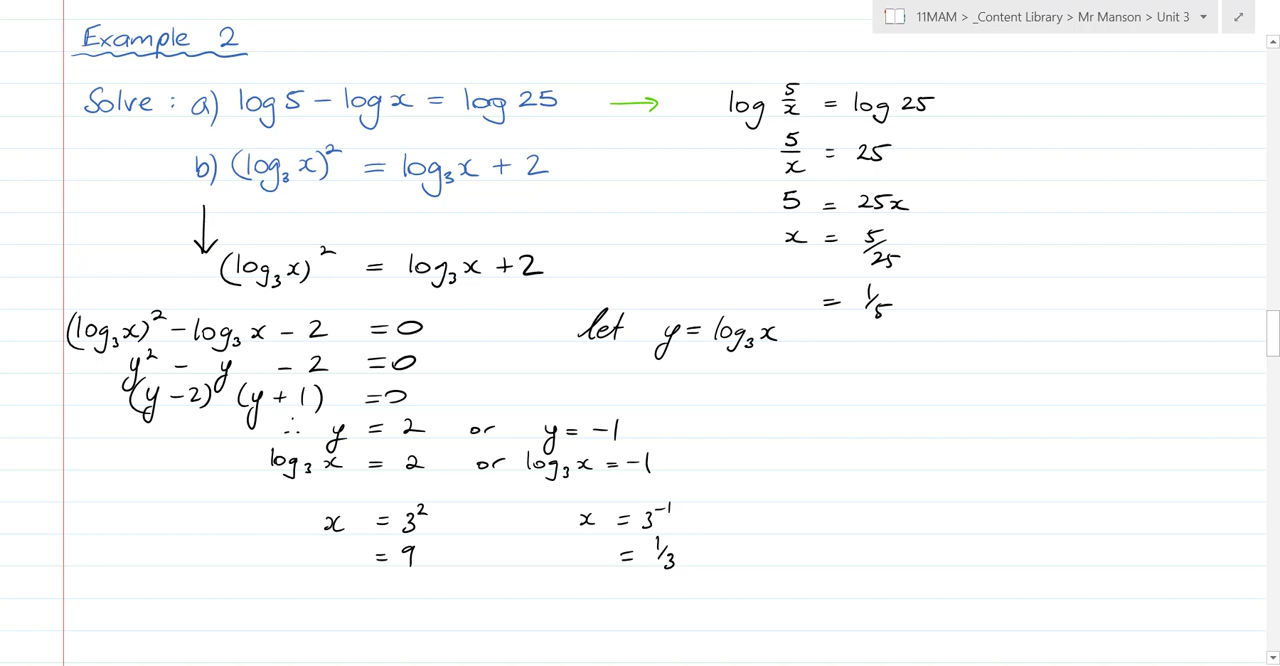 11MAM > _Content Library > Mr Manson > Unit 3
Example 2
Solve : a) log 5 − log x = log 25 →
b) (log₃ x)² = log₃ x + 2
↓
(log₃ x)² = log₃ x + 2
(log₃ x)² − log₃ x − 2 = 0
let y = log₃ x
y² − y − 2 = 0
(y − 2) (y + 1) = 0
∴ y = 2 or y = −1
log₃ x = 2 or log₃ x = −1
x = 3²
= 9
x = 3⁻¹
= 1/3
log 5/x = log 25
5/x = 25
5 = 25x
x = 5/25
= 1/5